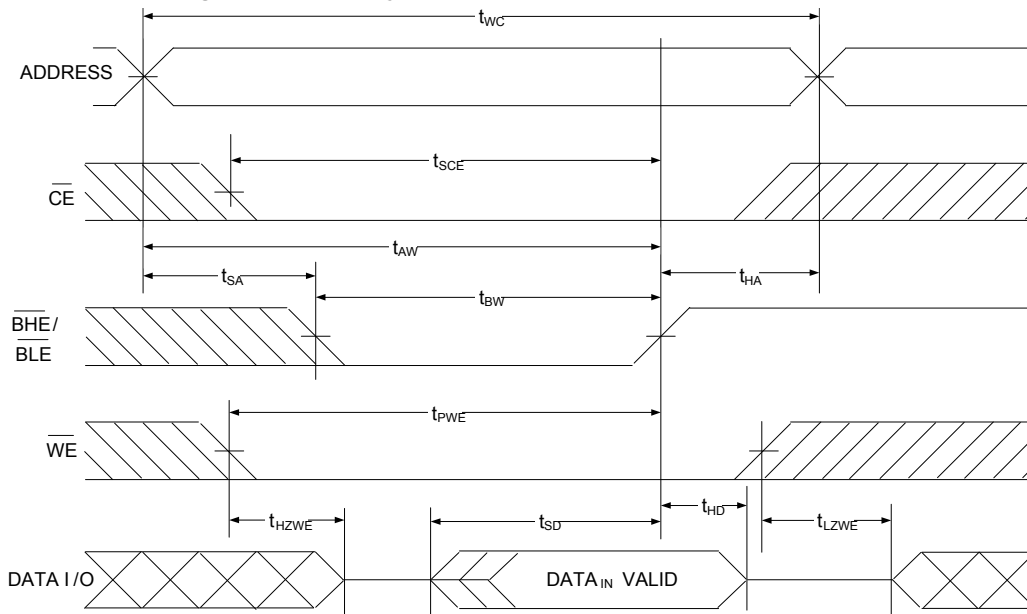 tWC
ADDRESS
tSCE
CE
tAW
tSA
tHA
tBW
BHE/
BLE
tPWE
WE
tHZWE
tSD
tHD
tLZWE
DATA I/O
DATAIN VALID